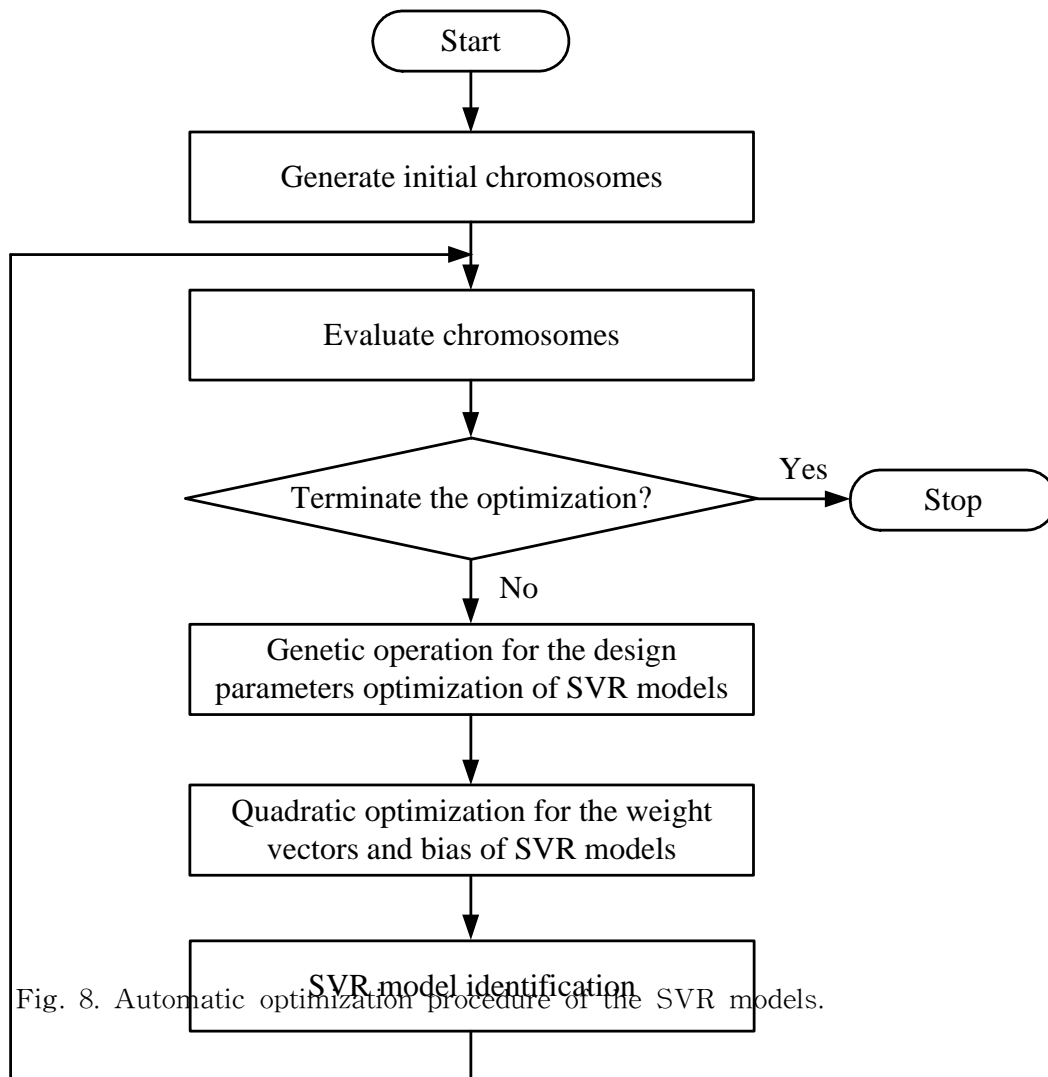 Start
Generate initial chromosomes
Evaluate chromosomes
Terminate the optimization?
Yes
Stop
No
Genetic operation for the design
parameters optimization of SVR models
Quadratic optimization for the weight
vectors and bias of SVR models
SVR model identification
Fig. 8. Automatic optimization procedure of the SVR models.